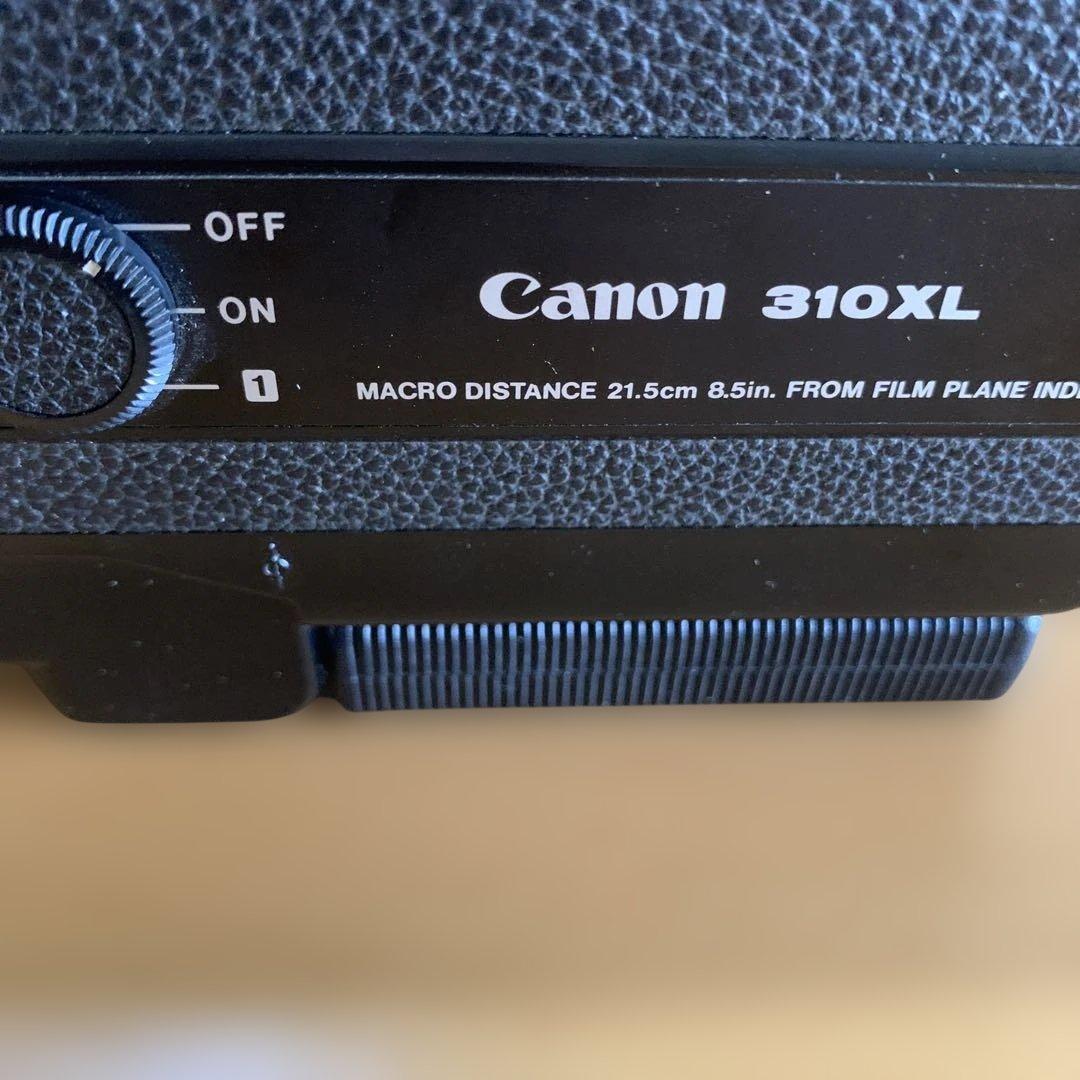 OFF
ON
1
Canon 310XL
MACRO DISTANCE 21.5cm 8.5in. FROM FILM PLANE